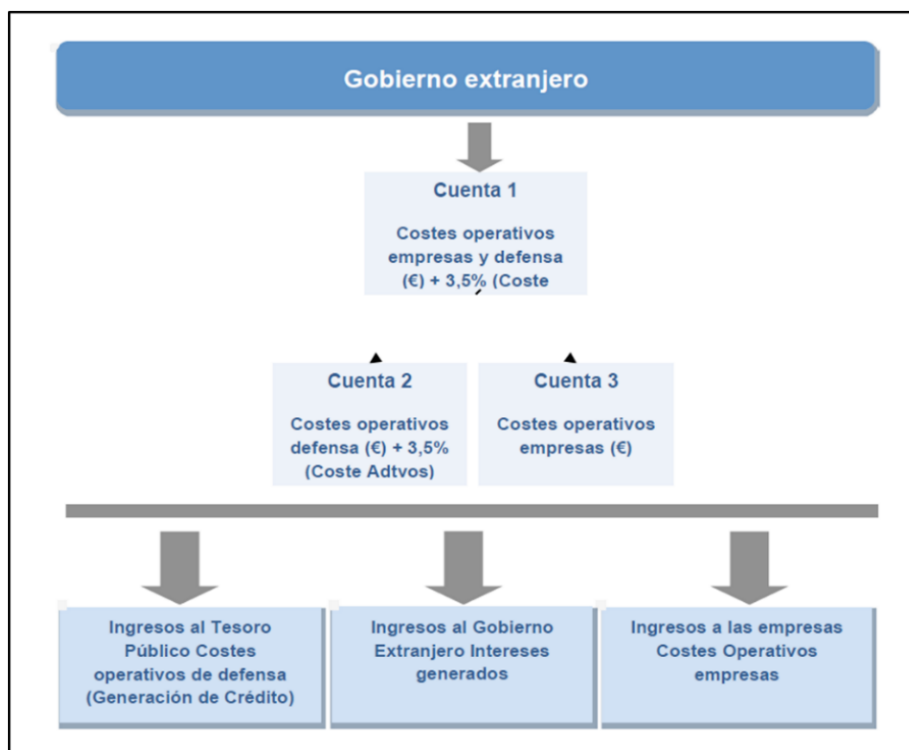 Gobierno extranjero
Cuenta 1
Costes operativos
empresas y defensa
(€) + 3,5% (Coste
Cuenta 2
Costes operativos
defensa (€) + 3,5%
(Coste Adtvos)
Cuenta 3
Costes operativos
empresas (€)
Ingresos al Tesoro
Público Costes
operativos de defensa
(Generación de Crédito)
Ingresos al Gobierno
Extranjero Intereses
generados
Ingresos a las empresas
Costes Operativos
empresas